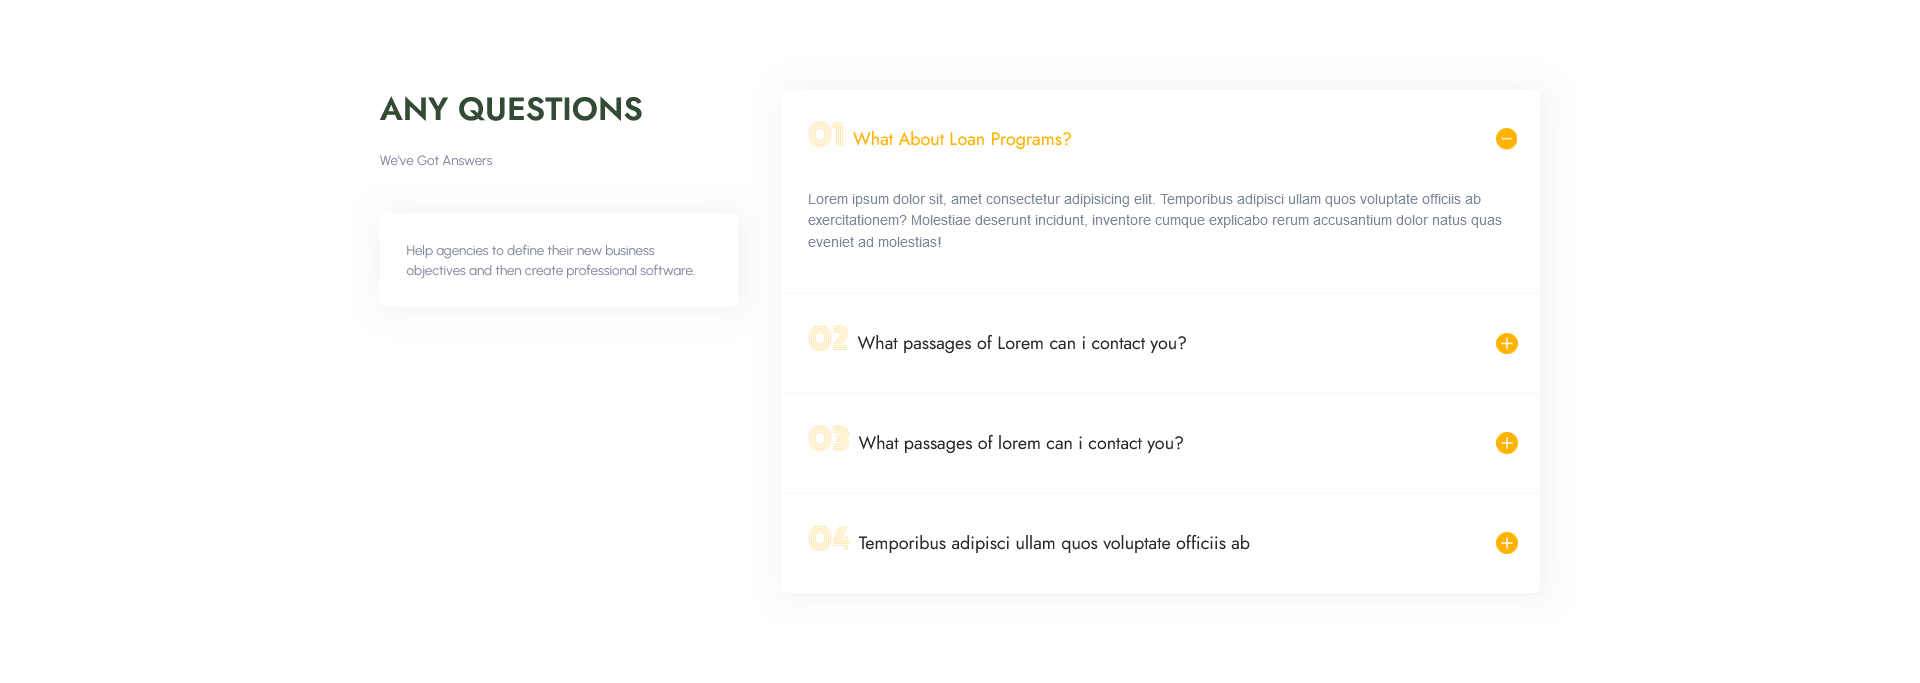 ANY QUESTIONS
We've Got Answers
Help agencies to define their new business
objectives and then create professional software.
01 What About Loan Programs?
Lorem ipsum dolor sit, amet consectetur adipisicing elit. Temporibus adipisci ullam quos voluptate officiis ab
exercitationem? Molestiae deserunt incidunt, inventore cumque explicabo rerum accusantium dolor natus quas
eveniet ad molestias!
02 What passages of Lorem can i contact you?
03 What passages of lorem can i contact you?
04 Temporibus adipisci ullam quos voluptate officiis ab